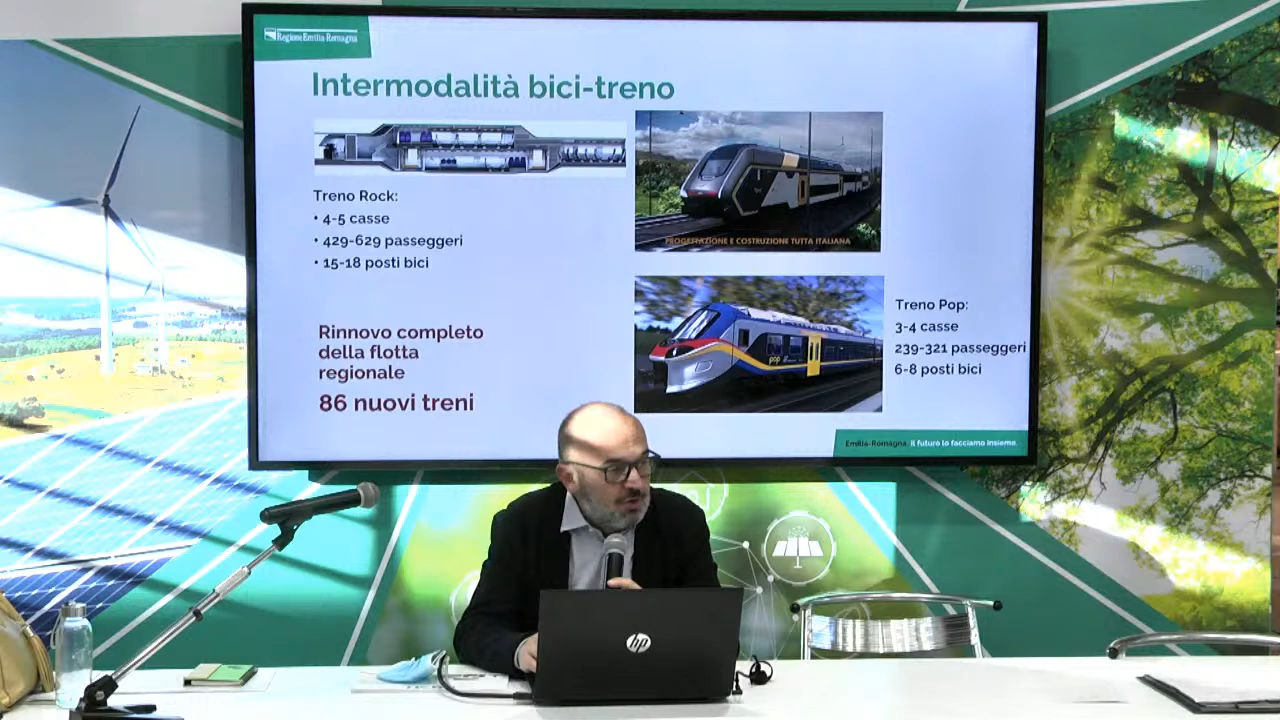 Regione Emilia-Romagna
Intermodalità bici-treno
Treno Rock:
• 4-5 casse
• 429-629 passeggeri
• 15-18 posti bici
PROGETTAZIONE E COSTRUZIONE TUTTA ITALIANA
Rinnovo completo
della flotta
regionale
86 nuovi treni
pop
Treno Pop:
3-4 casse
239-321 passeggeri
6-8 posti bici
Emilia-Romagna. Il futuro lo facciamo insieme.
hp